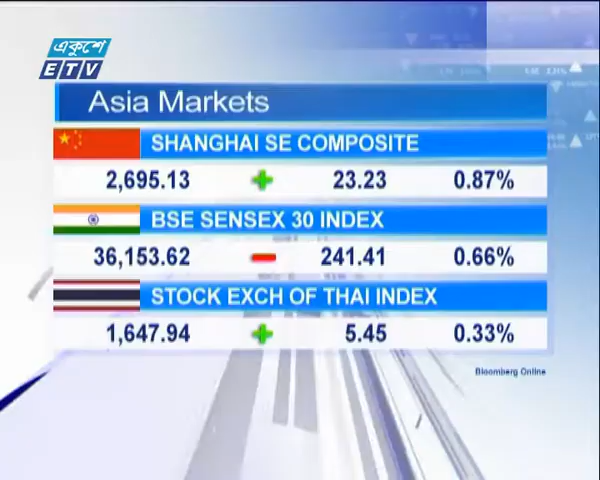 একুশে
ETV
Asia Markets
SHANGHAI SE COMPOSITE
2,695.13 + 23.23 0.87%
BSE SENSEX 30 INDEX
36,153.62 - 241.41 0.66%
STOCK EXCH OF THAI INDEX
1,647.94 + 5.45 0.33%
Bloomberg Online